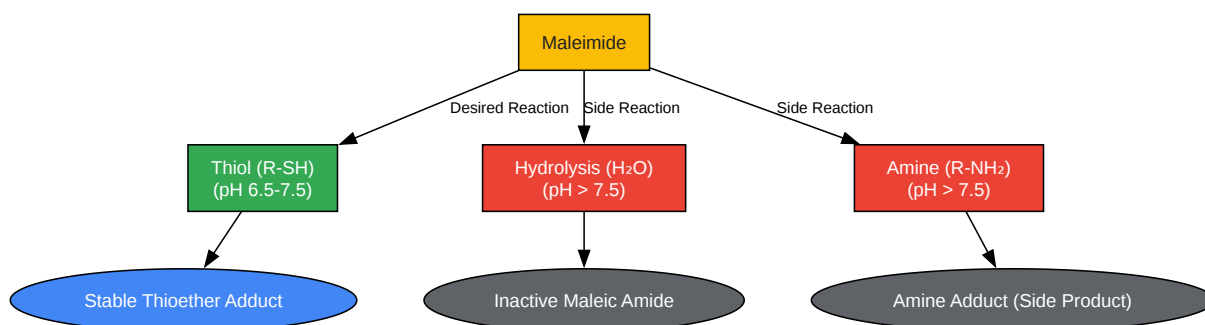 Maleimide
Desired Reaction
Side Reaction
Side Reaction
Thiol (R-SH)
(pH 6.5-7.5)
Hydrolysis (H₂O)
(pH > 7.5)
Amine (R-NH₂)
(pH > 7.5)
Stable Thioether Adduct
Inactive Maleic Amide
Amine Adduct (Side Product)